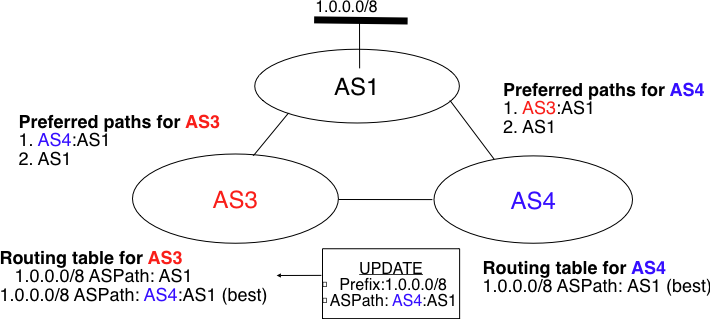 1.0.0.0/8
AS1
Preferred paths for AS4
1. AS3:AS1
2. AS1
Preferred paths for AS3
1. AS4:AS1
2. AS1
AS3
AS4
Routing table for AS3
1.0.0.0/8 ASPath: AS1
1.0.0.0/8 ASPath: AS4:AS1 (best)
UPDATE
Prefix:1.0.0.0/8
ASPath: AS4:AS1
Routing table for AS4
1.0.0.0/8 ASPath: AS1 (best)